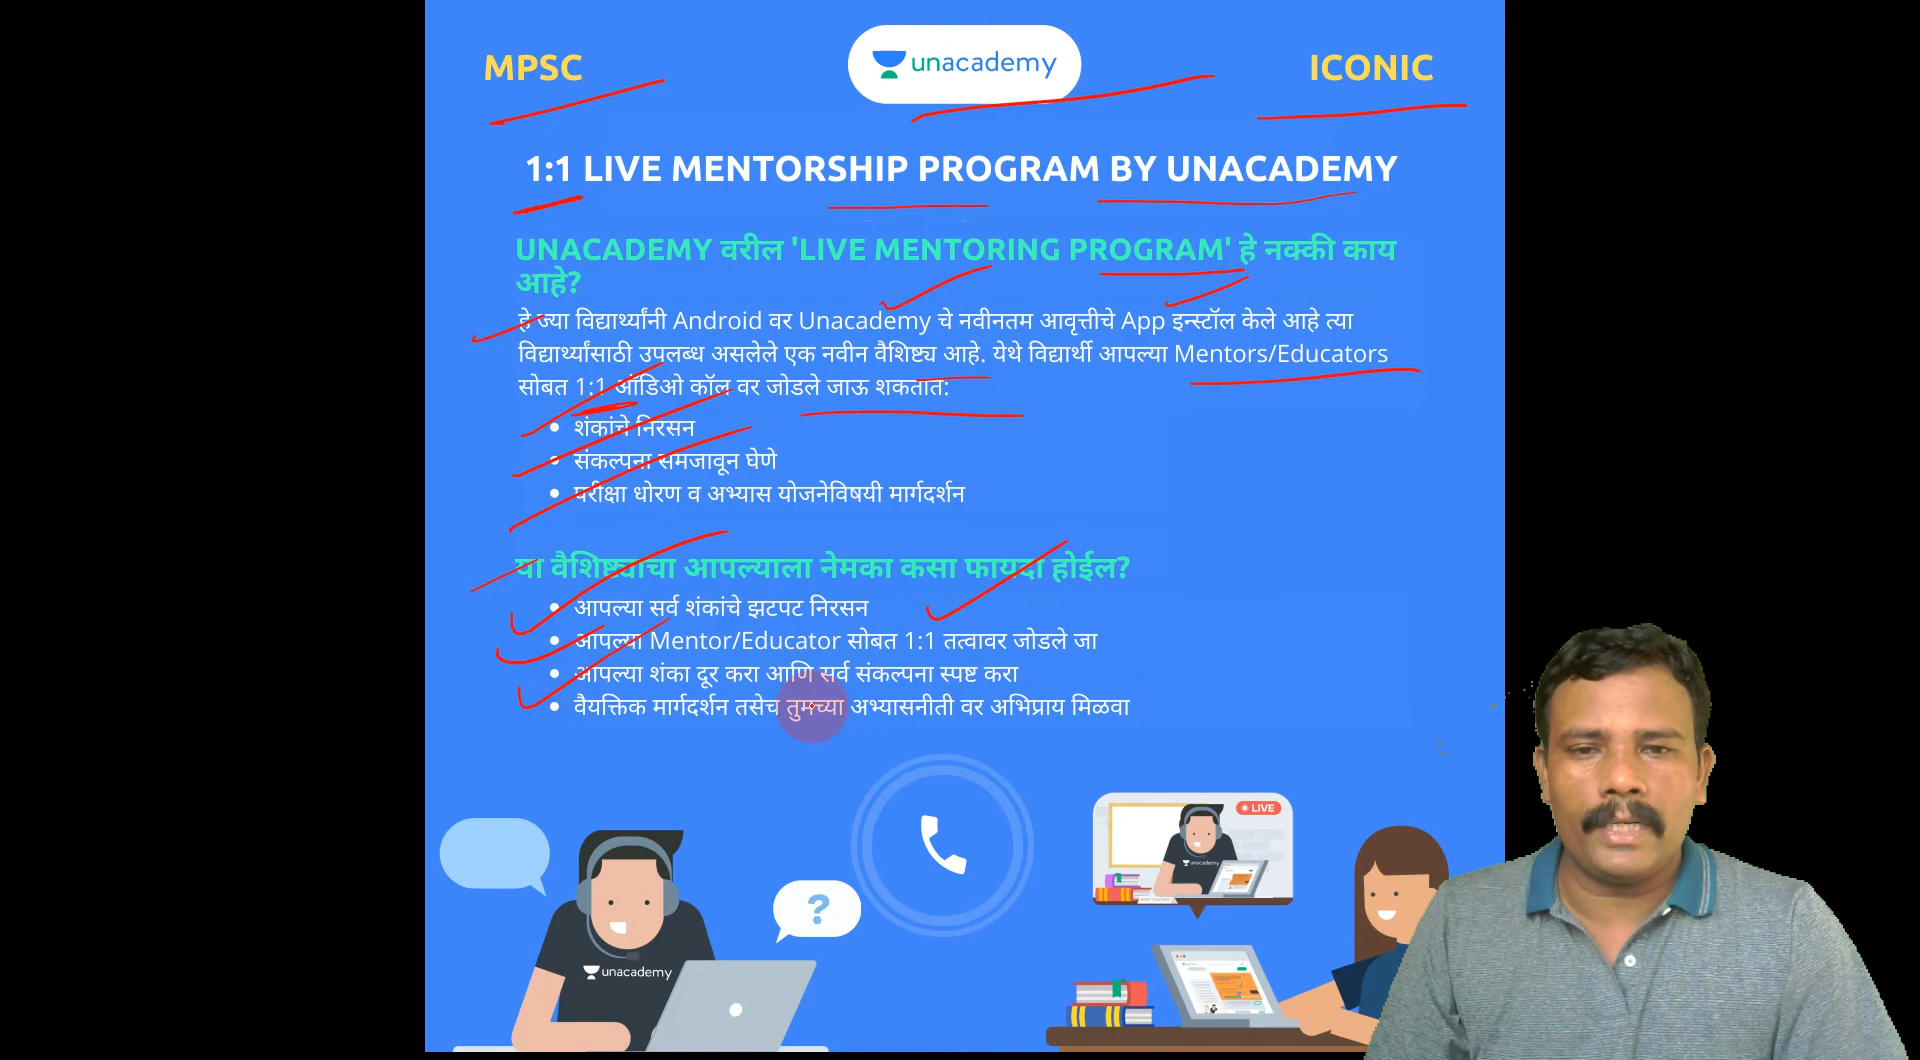 MPSC
unacademy
ICONIC
1:1 LIVE MENTORSHIP PROGRAM BY UNACADEMY
UNACADEMY वरील 'LIVE MENTORING PROGRAM' हे नक्की काय
आहे?
हे ज्या विद्यार्थ्यांनी Android वर Unacademy चे नवीनतम आवृत्तीचे App इन्स्टॉल केले आहे त्या
विद्यार्थ्यांसाठी उपलब्ध असलेले एक नवीन वैशिष्ट्य आहे. येथे विद्यार्थी आपल्या Mentors/Educators
सोबत 1:1 ऑडिओ कॉल वर जोडले जाऊ शकतात:
• शंकांचे निरसन
• संकल्पना समजावून घेणे
• परीक्षा धोरण व अभ्यास योजनेविषयी मार्गदर्शन
या वैशिष्ट्याचा आपल्याला नेमका कसा फायदा होईल?
• आपल्या सर्व शंकांचे झटपट निरसन
• आपल्या Mentor/Educator सोबत 1:1 तत्वावर जोडले जा
• आपल्या शंका दूर करा आणि सर्व संकल्पना स्पष्ट करा
• वैयक्तिक मार्गदर्शन तसेच तुमच्या अभ्यासनीती वर अभिप्राय मिळवा
LIVE
unacademy
?
unacademy